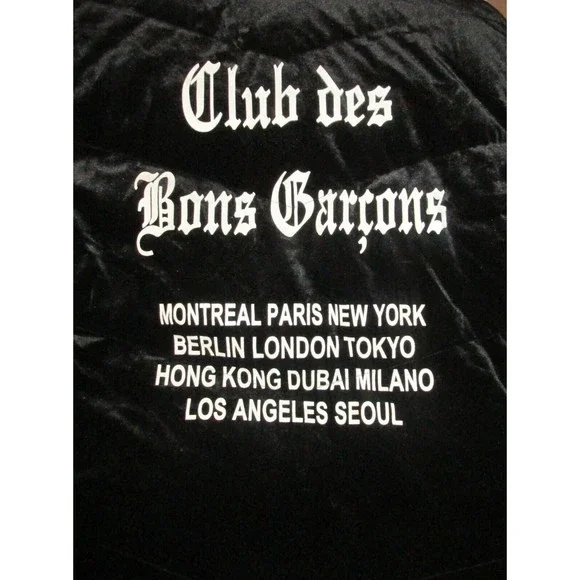 Club des
Bons Garçons
MONTREAL PARIS NEW YORK
BERLIN LONDON TOKYO
HONG KONG DUBAI MILANO
LOS ANGELES SEOUL